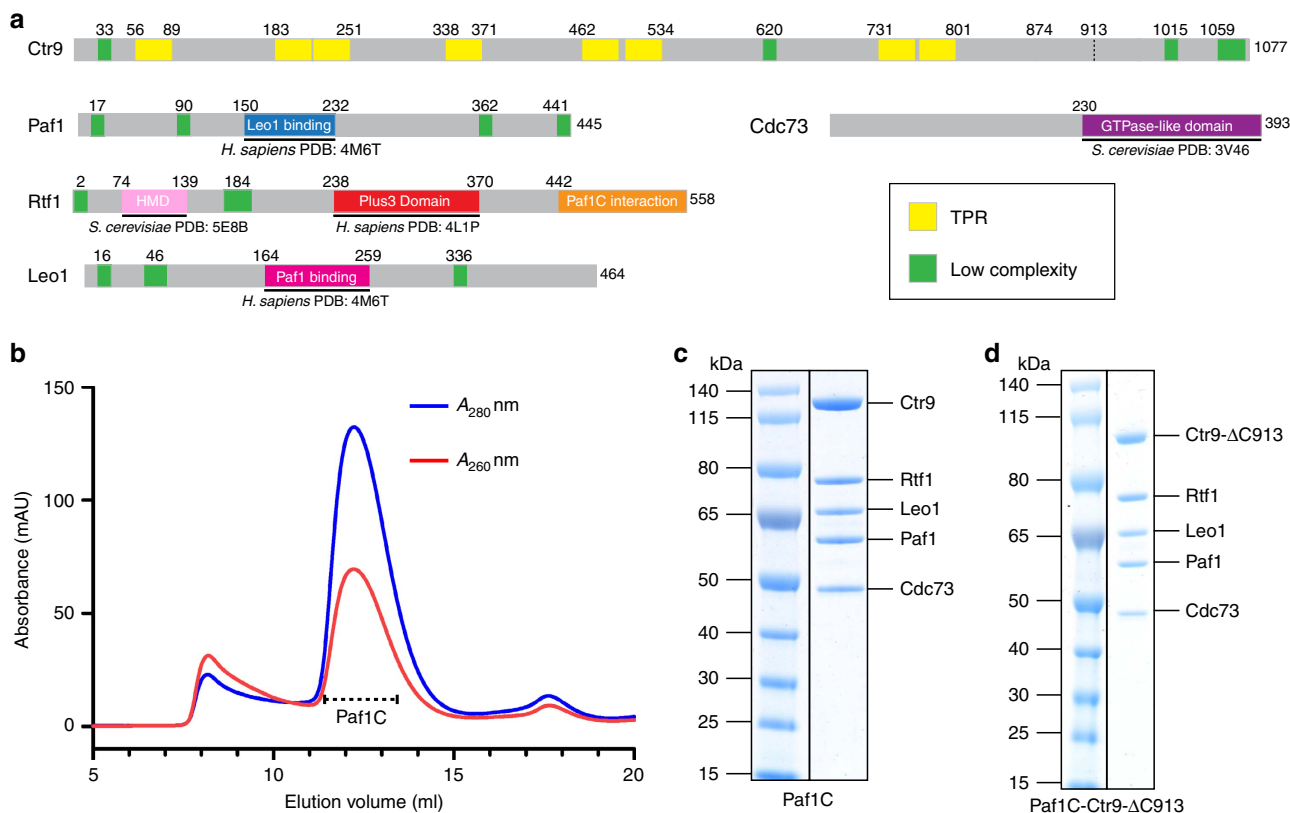 a
33 56 89 183 251 338 371 462 534 620 731 801 874 913 1015 1059
Ctr9 1077
17 90 150 232 362 441
Paf1 Leo1 binding 445
H. sapiens PDB: 4M6T
230
Cdc73 GTPase-like domain 393
S. cerevisiae PDB: 3V46
2 74 139 184 238 370 442
Rtf1 HMD Plus3 Domain Paf1C interaction 558
S. cerevisiae PDB: 5E8B H. sapiens PDB: 4L1P
16 46 164 259 336
Leo1 Paf1 binding 464
H. sapiens PDB: 4M6T
TPR
Low complexity
b
150
100
50
0
Absorbance (mAU)
A280 nm
A260 nm
Paf1C
5 10 15 20
Elution volume (ml)
c
kDa
140
115
80
65
50
40
30
25
15
Ctr9
Rtf1
Leo1
Paf1
Cdc73
Paf1C
d
kDa
140
115
80
65
50
40
30
25
15
Ctr9-ΔC913
Rtf1
Leo1
Paf1
Cdc73
Paf1C-Ctr9-ΔC913